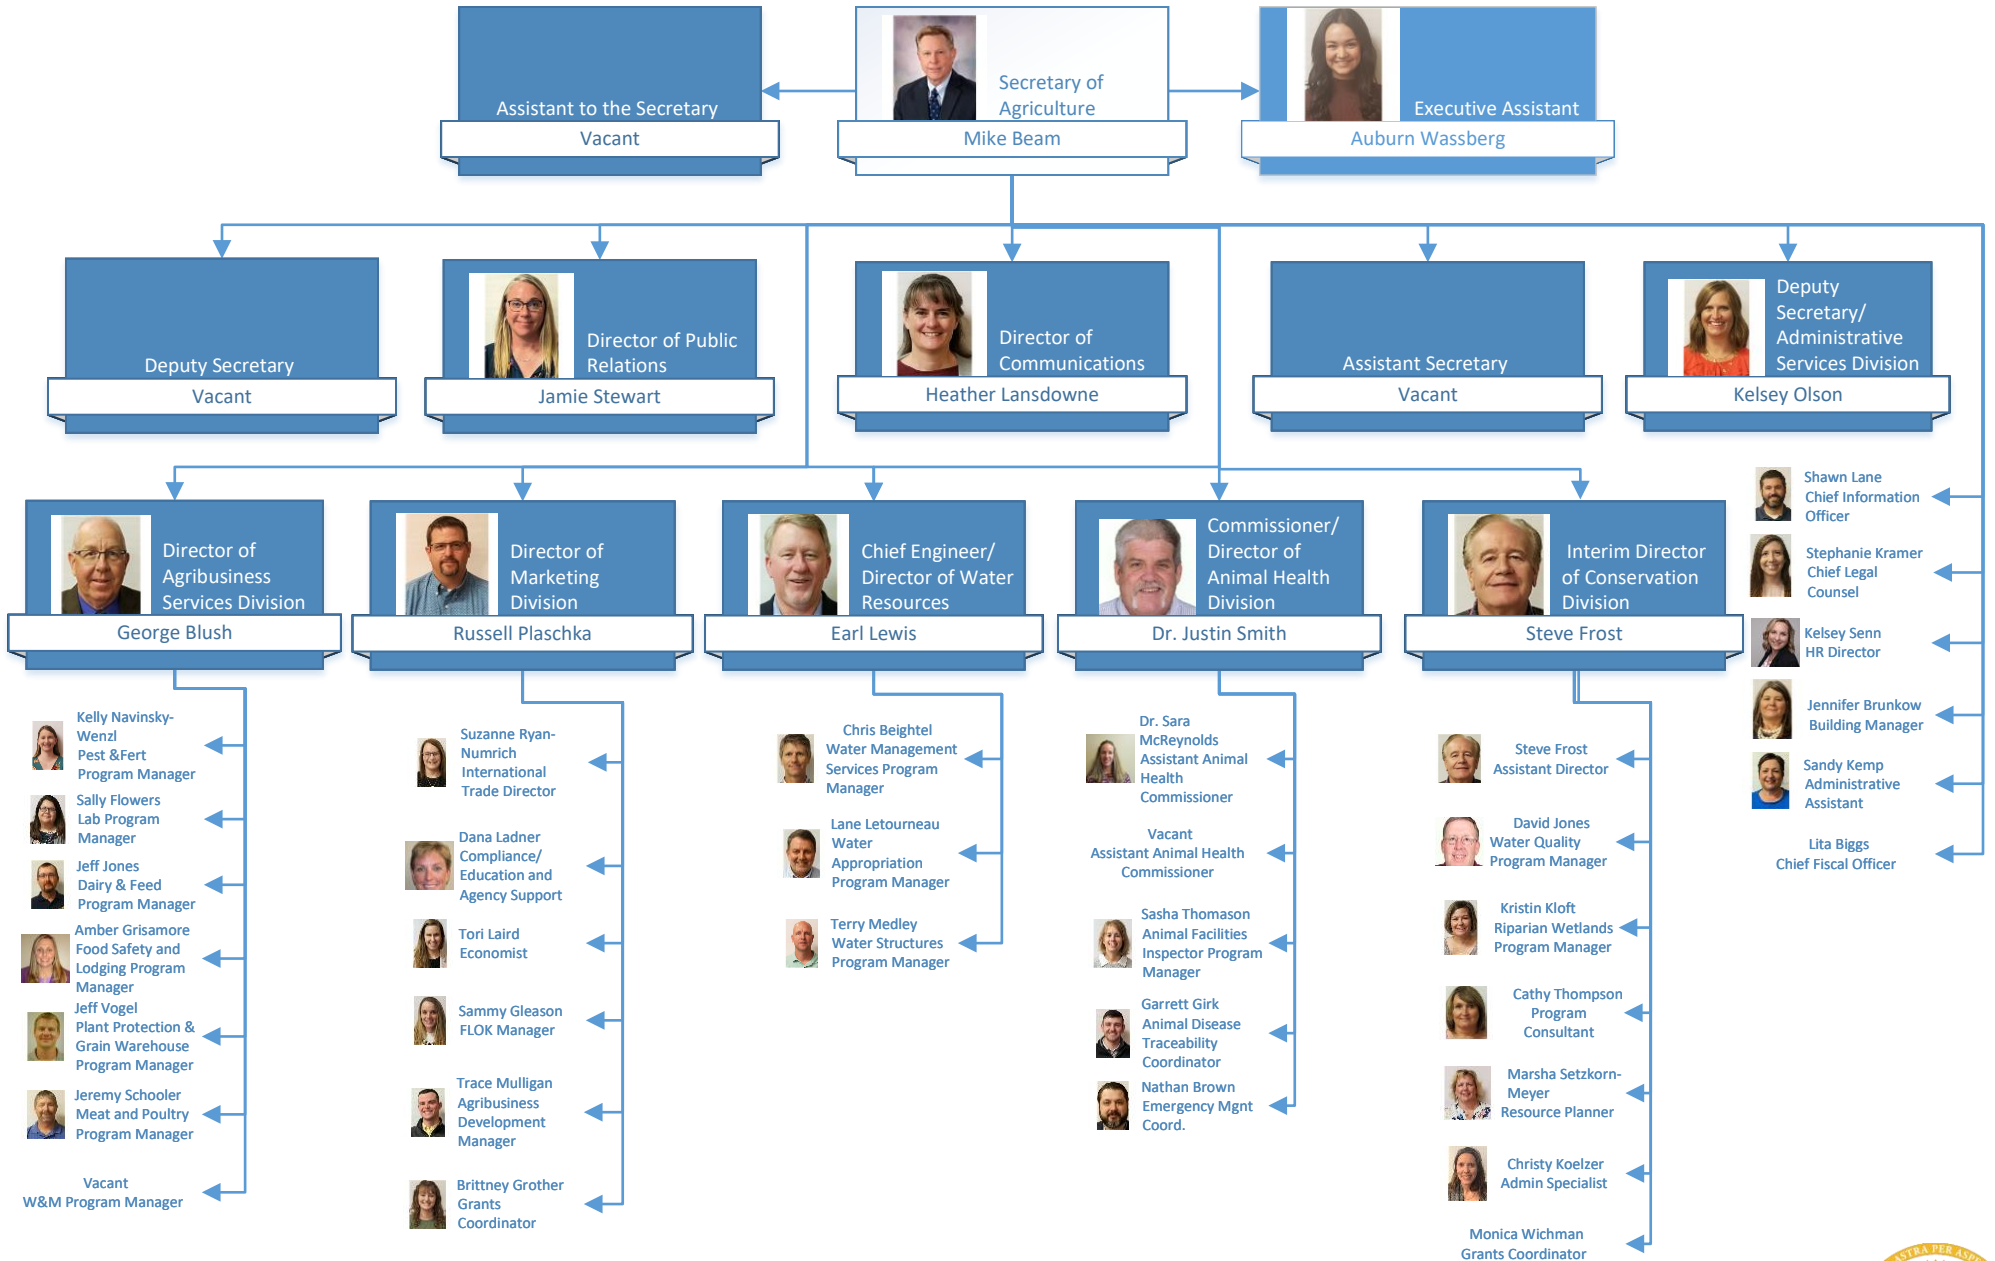 Assistant to the Secretary
Vacant
Secretary of
Agriculture
Mike Beam
Executive Assistant
Auburn Wassberg
Deputy Secretary
Vacant
Director of Public
Relations
Jamie Stewart
Director of
Communications
Heather Lansdowne
Assistant Secretary
Vacant
Deputy
Secretary/
Administrative
Services Division
Kelsey Olson
Director of
Agribusiness
Services Division
George Blush
Director of
Marketing
Division
Russell Plaschka
Chief Engineer/
Director of Water
Resources
Earl Lewis
Commissioner/
Director of
Animal Health
Division
Dr. Justin Smith
Interim Director
of Conservation
Division
Steve Frost
Shawn Lane
Chief Information
Officer
Stephanie Kramer
Chief Legal
Counsel
Kelsey Senn
HR Director
Jennifer Brunkow
Building Manager
Sandy Kemp
Administrative
Assistant
Lita Biggs
Chief Fiscal Officer
Kelly Navinsky-
Wenzl
Pest &Fert
Program Manager
Sally Flowers
Lab Program
Manager
Jeff Jones
Dairy & Feed
Program Manager
Amber Grisamore
Food Safety and
Lodging Program
Manager
Jeff Vogel
Plant Protection &
Grain Warehouse
Program Manager
Jeremy Schooler
Meat and Poultry
Program Manager
Vacant
W&M Program Manager
Suzanne Ryan-
Numrich
International
Trade Director
Dana Ladner
Compliance/
Education and
Agency Support
Tori Laird
Economist
Sammy Gleason
FLOK Manager
Trace Mulligan
Agribusiness
Development
Manager
Brittney Grother
Grants
Coordinator
Chris Beightel
Water Management
Services Program
Manager
Lane Letourneau
Water
Appropriation
Program Manager
Terry Medley
Water Structures
Program Manager
Dr. Sara
McReynolds
Assistant Animal
Health
Commissioner
Vacant
Assistant Animal Health
Commissioner
Sasha Thomason
Animal Facilities
Inspector Program
Manager
Garrett Girk
Animal Disease
Traceability
Coordinator
Nathan Brown
Emergency Mgnt
Coord.
Steve Frost
Assistant Director
David Jones
Water Quality
Program Manager
Kristin Kloft
Riparian Wetlands
Program Manager
Cathy Thompson
Program
Consultant
Marsha Setzkorn-
Meyer
Resource Planner
Christy Koelzer
Admin Specialist
Monica Wichman
Grants Coordinator
ASTRA PER ASP